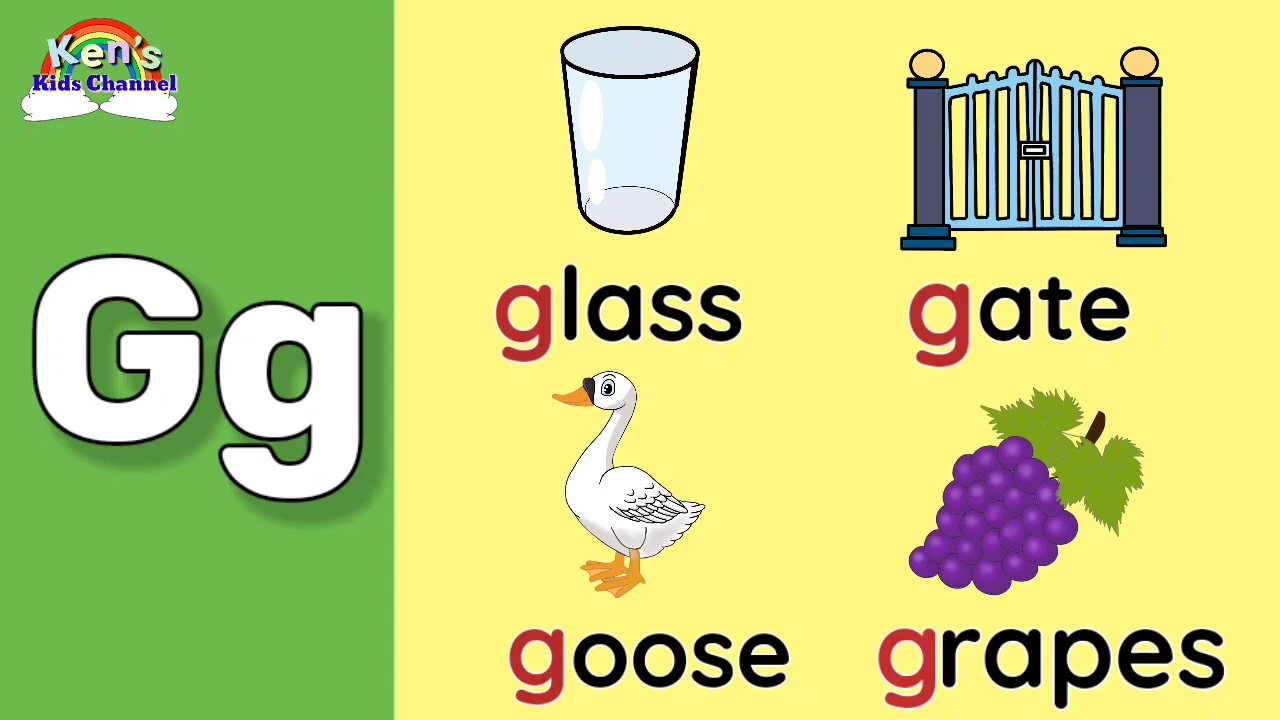 Ken's
Kids Channel
Gg
glass
gate
goose
grapes